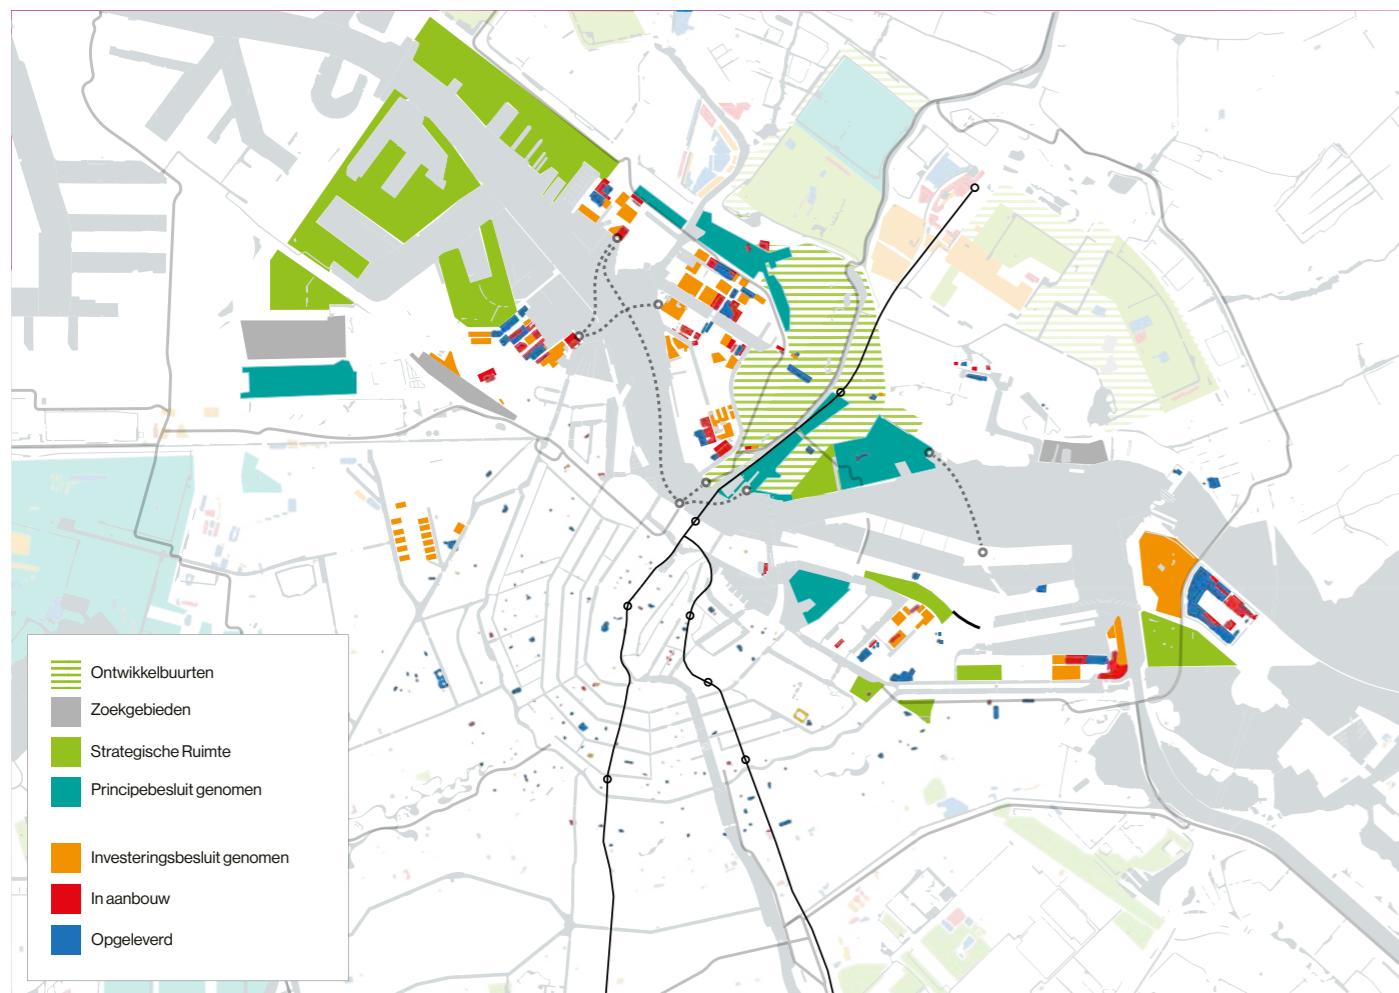 Ontwikkelbuurten
Zoekgebieden
Strategische Ruimte
Principebesluit genomen
Investeringsbesluit genomen
In aanbouw
Opgeleverd